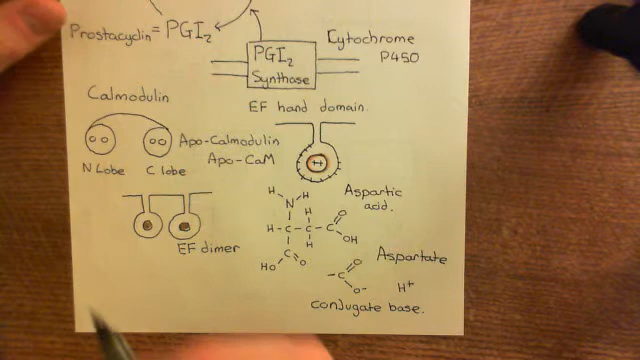 Prostacyclin = PGI2
PGI2
Synthase
Cytochrome
P450
Calmodulin
EF hand domain.
Apo-Calmodulin
Apo-CaM
N Lobe
C lobe
++
EF dimer
Aspartic
acid.
H
H
N
H
H-C-C-C
O
OH
H
C
O
HO
Aspartate
-C
O
O-
H+
conjugate base.